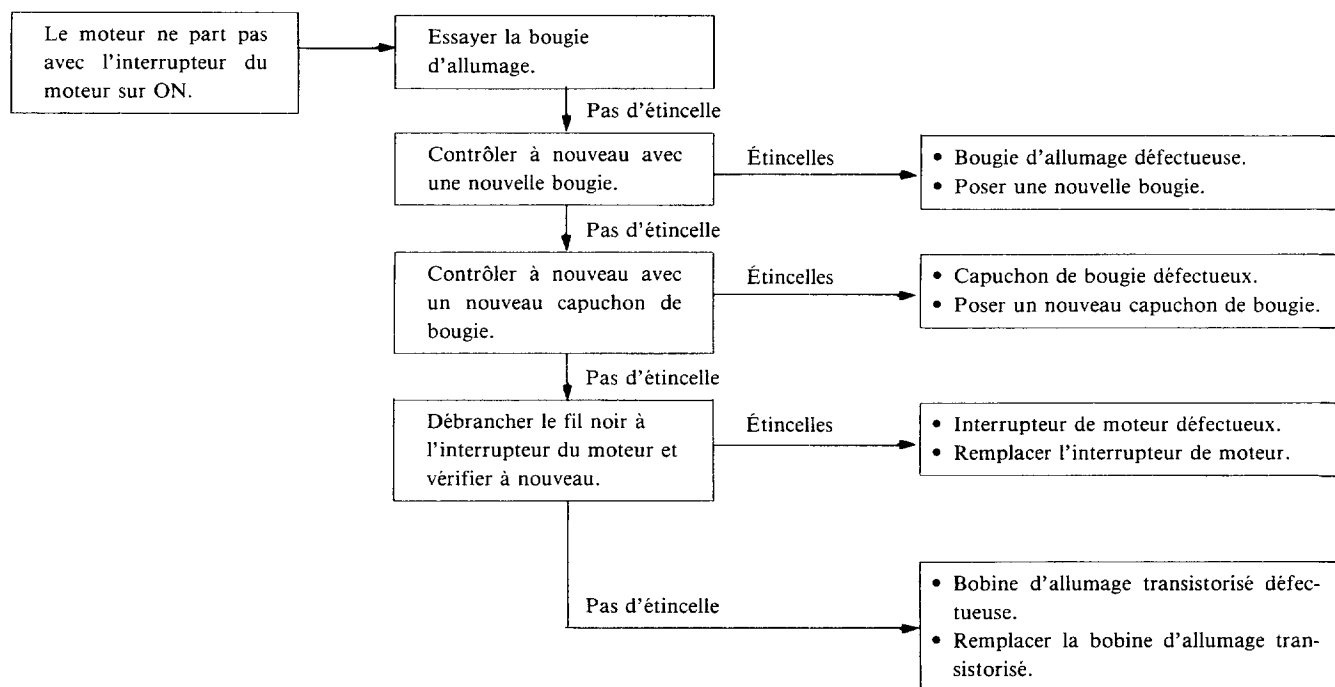 Le moteur ne part pas
avec l'interrupteur du
moteur sur ON.
Essayer la bougie
d'allumage.
Pas d'étincelle
Contrôler à nouveau avec
une nouvelle bougie.
Étincelles
• Bougie d'allumage défectueuse.
• Poser une nouvelle bougie.
Pas d'étincelle
Contrôler à nouveau avec
un nouveau capuchon de
bougie.
Étincelles
• Capuchon de bougie défectueux.
• Poser un nouveau capuchon de bougie.
Pas d'étincelle
Débrancher le fil noir à
l'interrupteur du moteur et
vérifier à nouveau.
Étincelles
• Interrupteur de moteur défectueux.
• Remplacer l'interrupteur de moteur.
Pas d'étincelle
• Bobine d'allumage transistorisé défec-
tueuse.
• Remplacer la bobine d'allumage tran-
sistorisé.